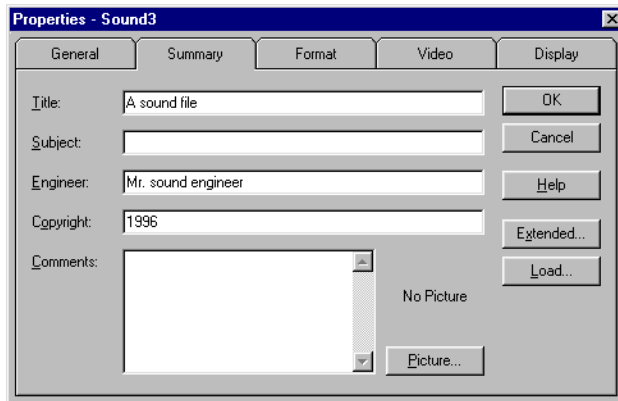 Properties - Sound3
General Summary Format Video Display
Title: A sound file OK
Subject: Cancel
Engineer: Mr. sound engineer Help
Copyright: 1996 Extended...
Comments: Load...
No Picture
Picture...